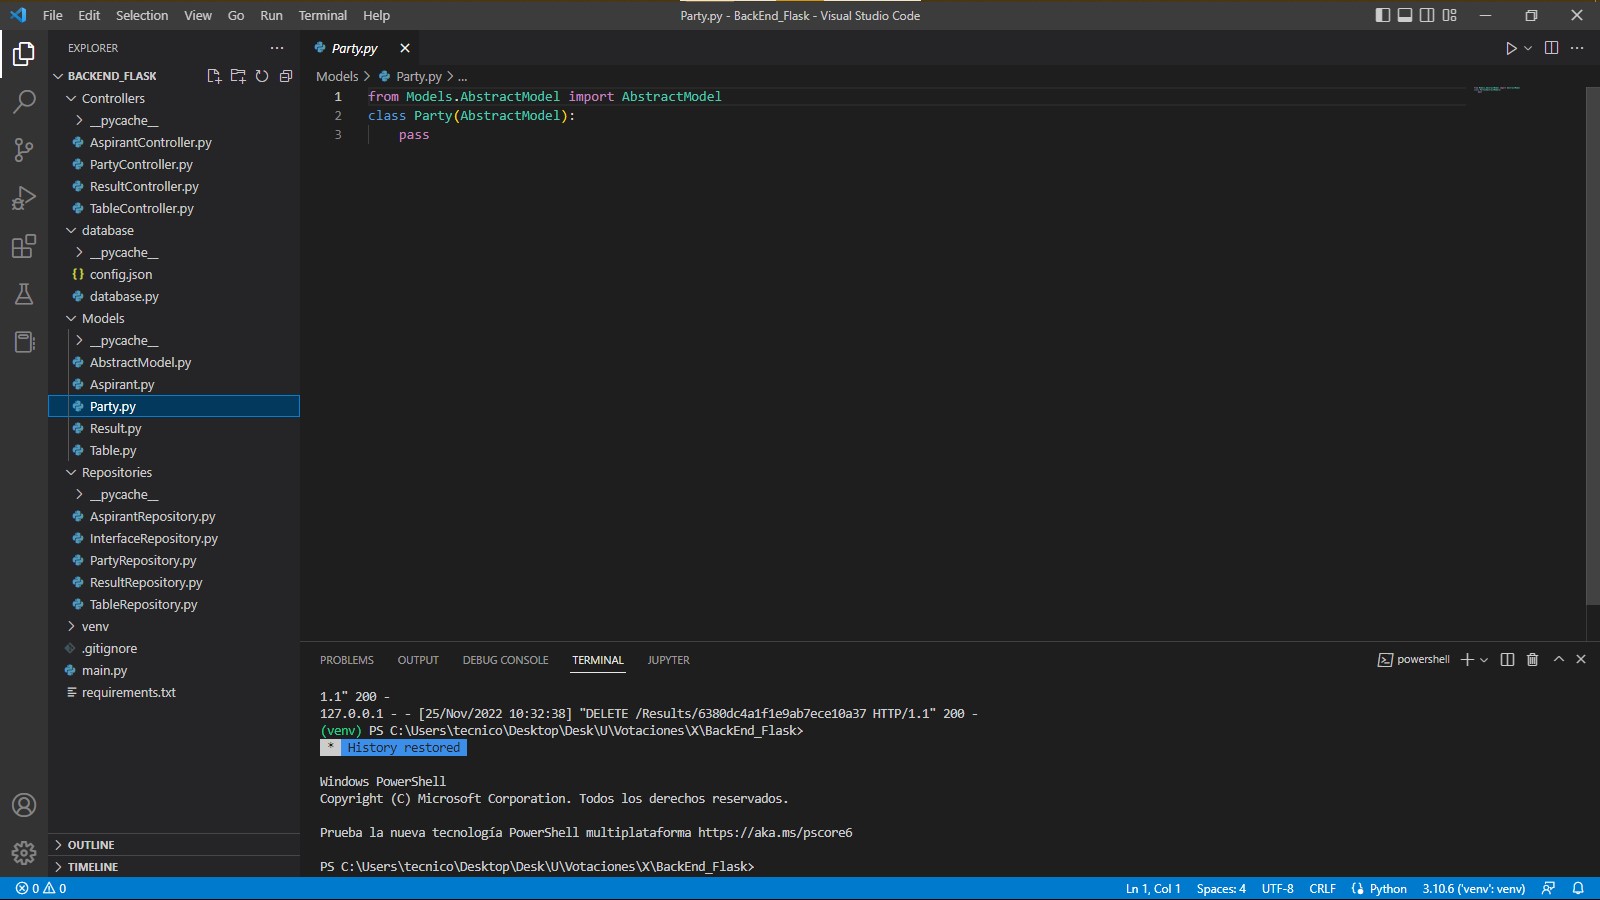 File Edit Selection View Go Run Terminal Help
Party.py - BackEnd_Flask - Visual Studio Code
EXPLORER
BACKEND_FLASK
Controllers
__pycache__
AspirantController.py
PartyController.py
ResultController.py
TableController.py
database
__pycache__
{} config.json
database.py
Models
__pycache__
AbstractModel.py
Aspirant.py
Party.py
Result.py
Table.py
Repositories
__pycache__
AspirantRepository.py
InterfaceRepository.py
PartyRepository.py
ResultRepository.py
TableRepository.py
venv
.gitignore
main.py
requirements.txt
OUTLINE
TIMELINE
Party.py
Models > Party.py > ...
1 from Models.AbstractModel import AbstractModel
2 class Party(AbstractModel):
3 pass
PROBLEMS OUTPUT DEBUG CONSOLE TERMINAL JUPYTER
powershell
1.1" 200 -
127.0.0.1 - - [25/Nov/2022 10:32:38] "DELETE /Results/6380dc4a1f1e9ab7ece10a37 HTTP/1.1" 200 -
(venv) PS C:\Users\tecnico\Desktop\Desk\U\Votaciones\X\BackEnd_Flask>
* History restored
Windows PowerShell
Copyright (C) Microsoft Corporation. Todos los derechos reservados.
Prueba la nueva tecnología PowerShell multiplataforma https://aka.ms/pscore6
PS C:\Users\tecnico\Desktop\Desk\U\Votaciones\X\BackEnd_Flask>
0 0
Ln 1, Col 1 Spaces: 4 UTF-8 CRLF Python 3.10.6 ('venv': venv)